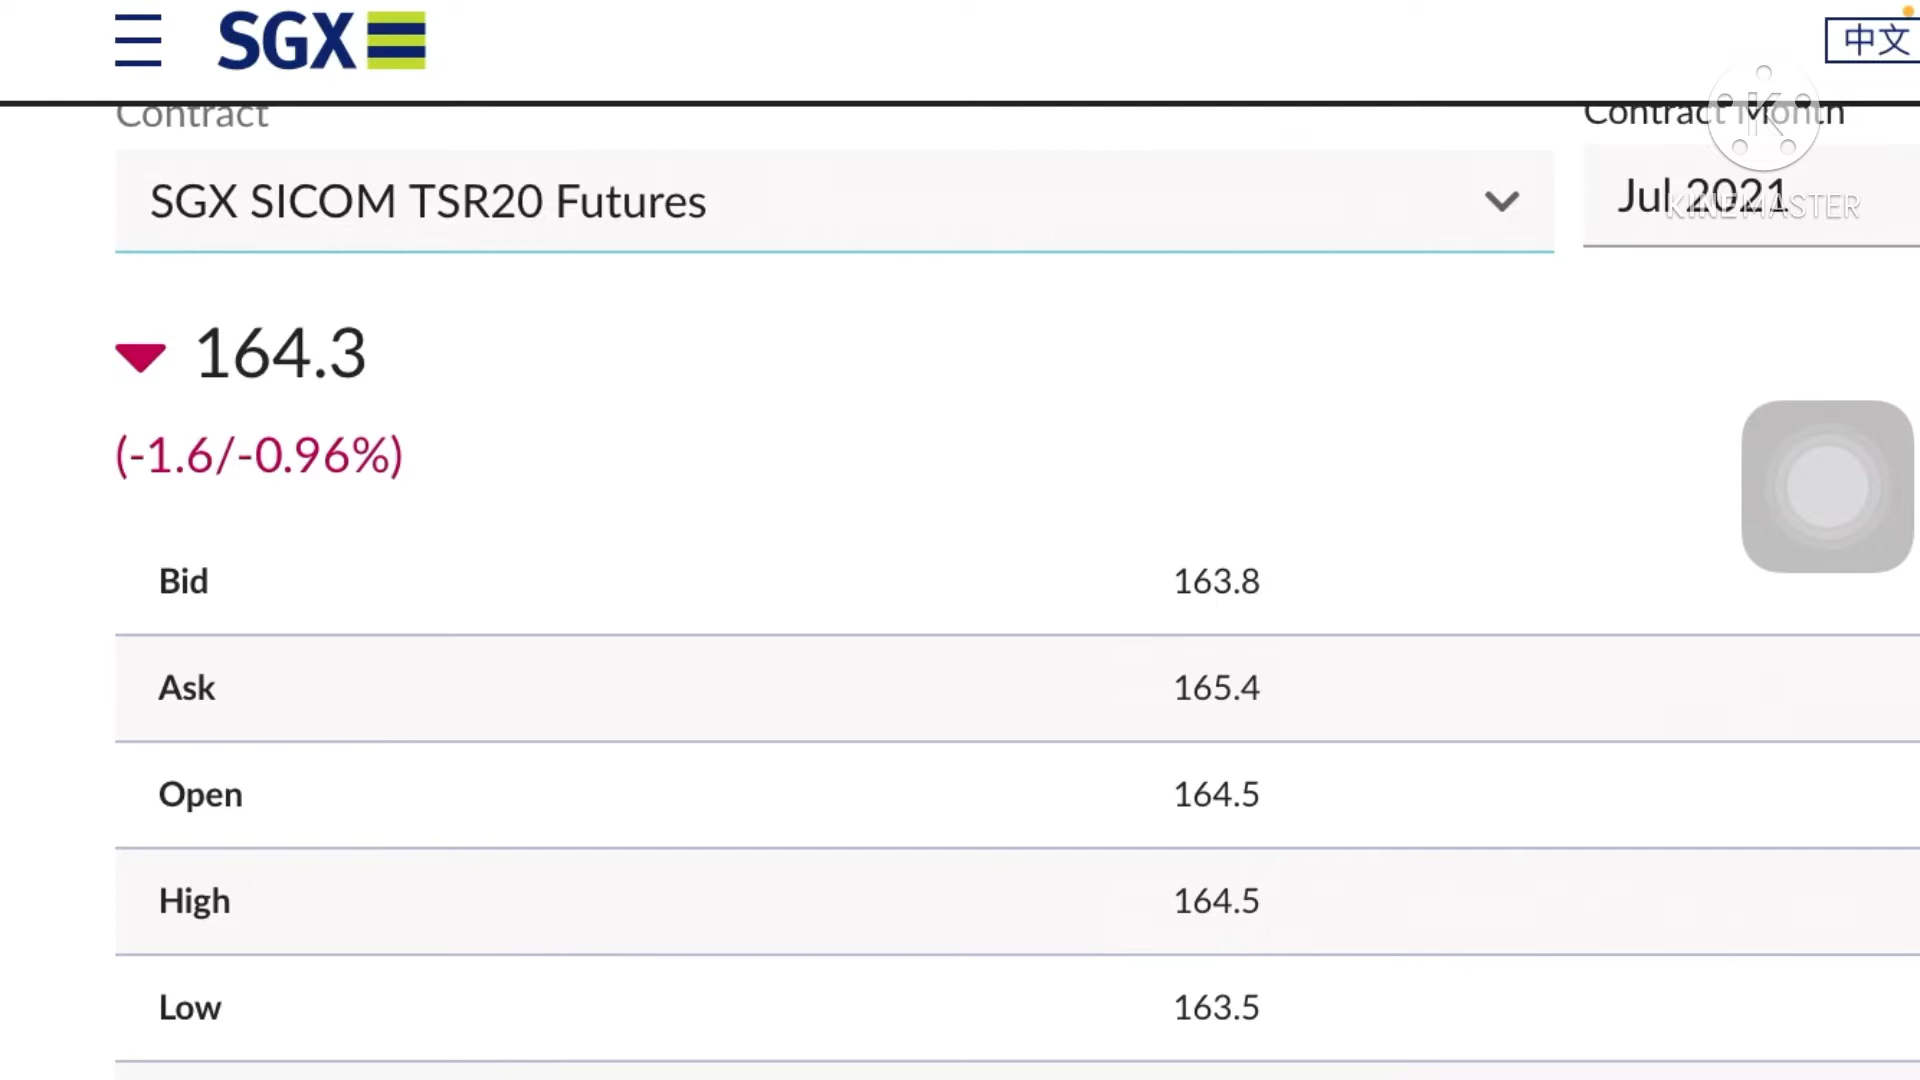 SGX
中文
Contract
Contract Month
SGX SICOM TSR20 Futures
Jul 2021
KINEMASTER
164.3
(-1.6/-0.96%)
Bid 163.8
Ask 165.4
Open 164.5
High 164.5
Low 163.5